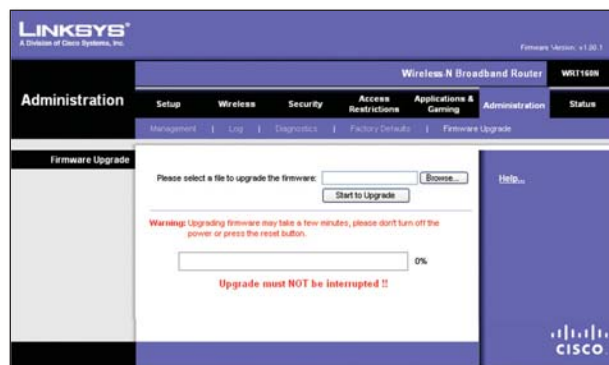 LINKSYS®
A Division of Cisco Systems, Inc.
Firmware Version: v1.00.1
Wireless-N Broadband Router WRT160N
Administration
Setup Wireless Security Access Restrictions Applications & Gaming Administration Status
Management | Log | Diagnostics | Factory Defaults | Firmware Upgrade
Firmware Upgrade
Please select a file to upgrade the firmware: Browse...
Start to Upgrade
Help...
Warning: Upgrading firmware may take a few minutes, please don't turn off the
power or press the reset button.
0%
Upgrade must NOT be interrupted !!
CISCO.